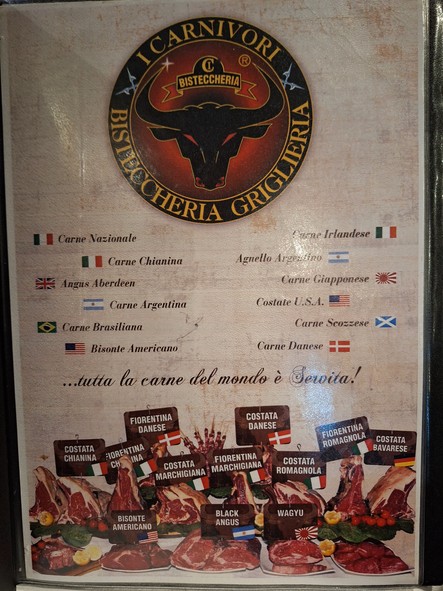 I CARNIVORI
CI
BISTECCHERIA
®
BISTECCHERIA GRIGLIERIA
Carne Nazionale
Carne Chianina
Angus Aberdeen
Carne Argentina
Carne Brasiliana
Bisonte Americano
Carne Irlandese
Agnello Argentino
Carne Giapponese
Costate U.S.A.
Carne Scozzese
Carne Danese
...tutta la carne del mondo è Servita!
COSTATA
CHIANINA
FIORENTINA
CHIANINA
FIORENTINA
DANESE
COSTATA
MARCHIGIANA
FIORENTINA
MARCHIGIANA
COSTATA
DANESE
COSTATA
ROMAGNOLA
FIORENTINA
ROMAGNOLA
COSTATA
BAVARESE
BISONTE
AMERICANO
BLACK
ANGUS
WAGYU